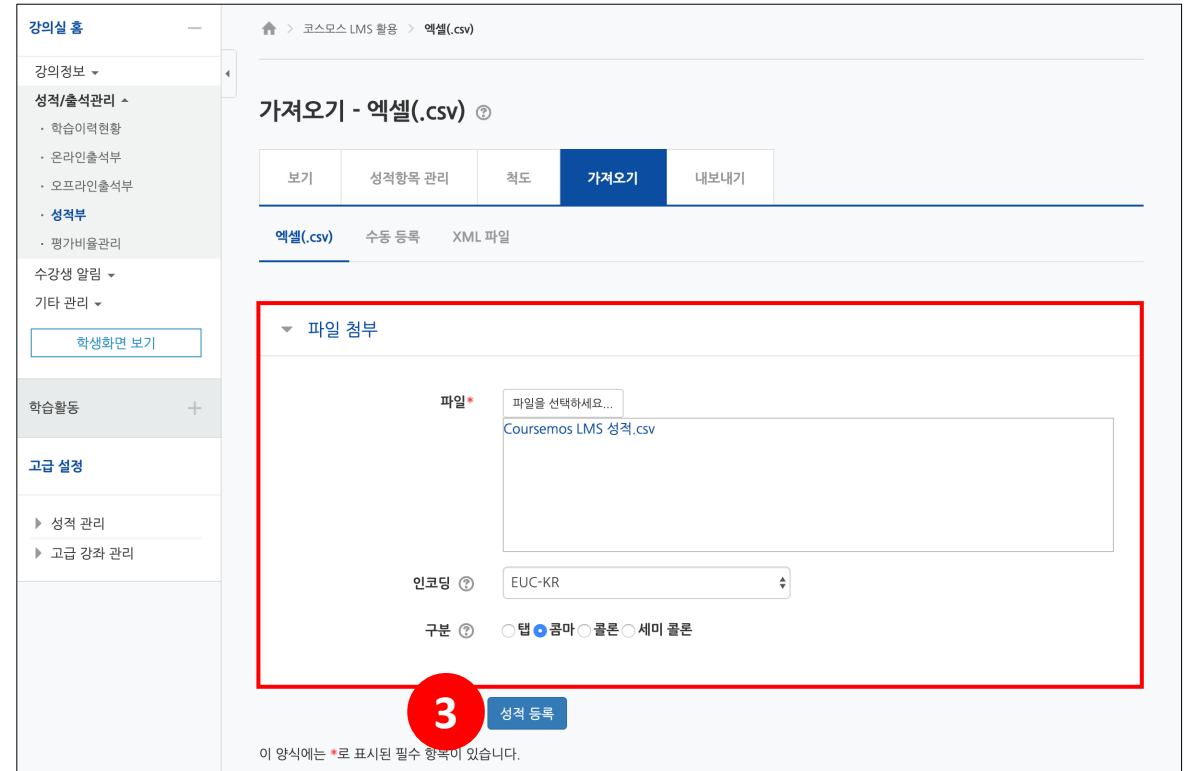 강의실 홈
강의정보
성적/출석관리
· 학습이력현황
· 온라인출석부
· 오프라인출석부
· 성적부
· 평가비율관리
수강생 알림
기타 관리
학생화면 보기
학습활동
고급 설정
성적 관리
고급 강좌 관리
코스모스 LMS 활용 > 엑셀(.csv)
가져오기 - 엑셀(.csv)
보기 성적항목 관리 척도 가져오기 내보내기
엑셀(.csv) 수동 등록 XML 파일
파일 첨부
파일* 파일을 선택하세요...
Coursemos LMS 성적.csv
인코딩 EUC-KR
구분 탭 콤마 콜론 세미 콜론
3 성적 등록
이 양식에는 *로 표시된 필수 항목이 있습니다.